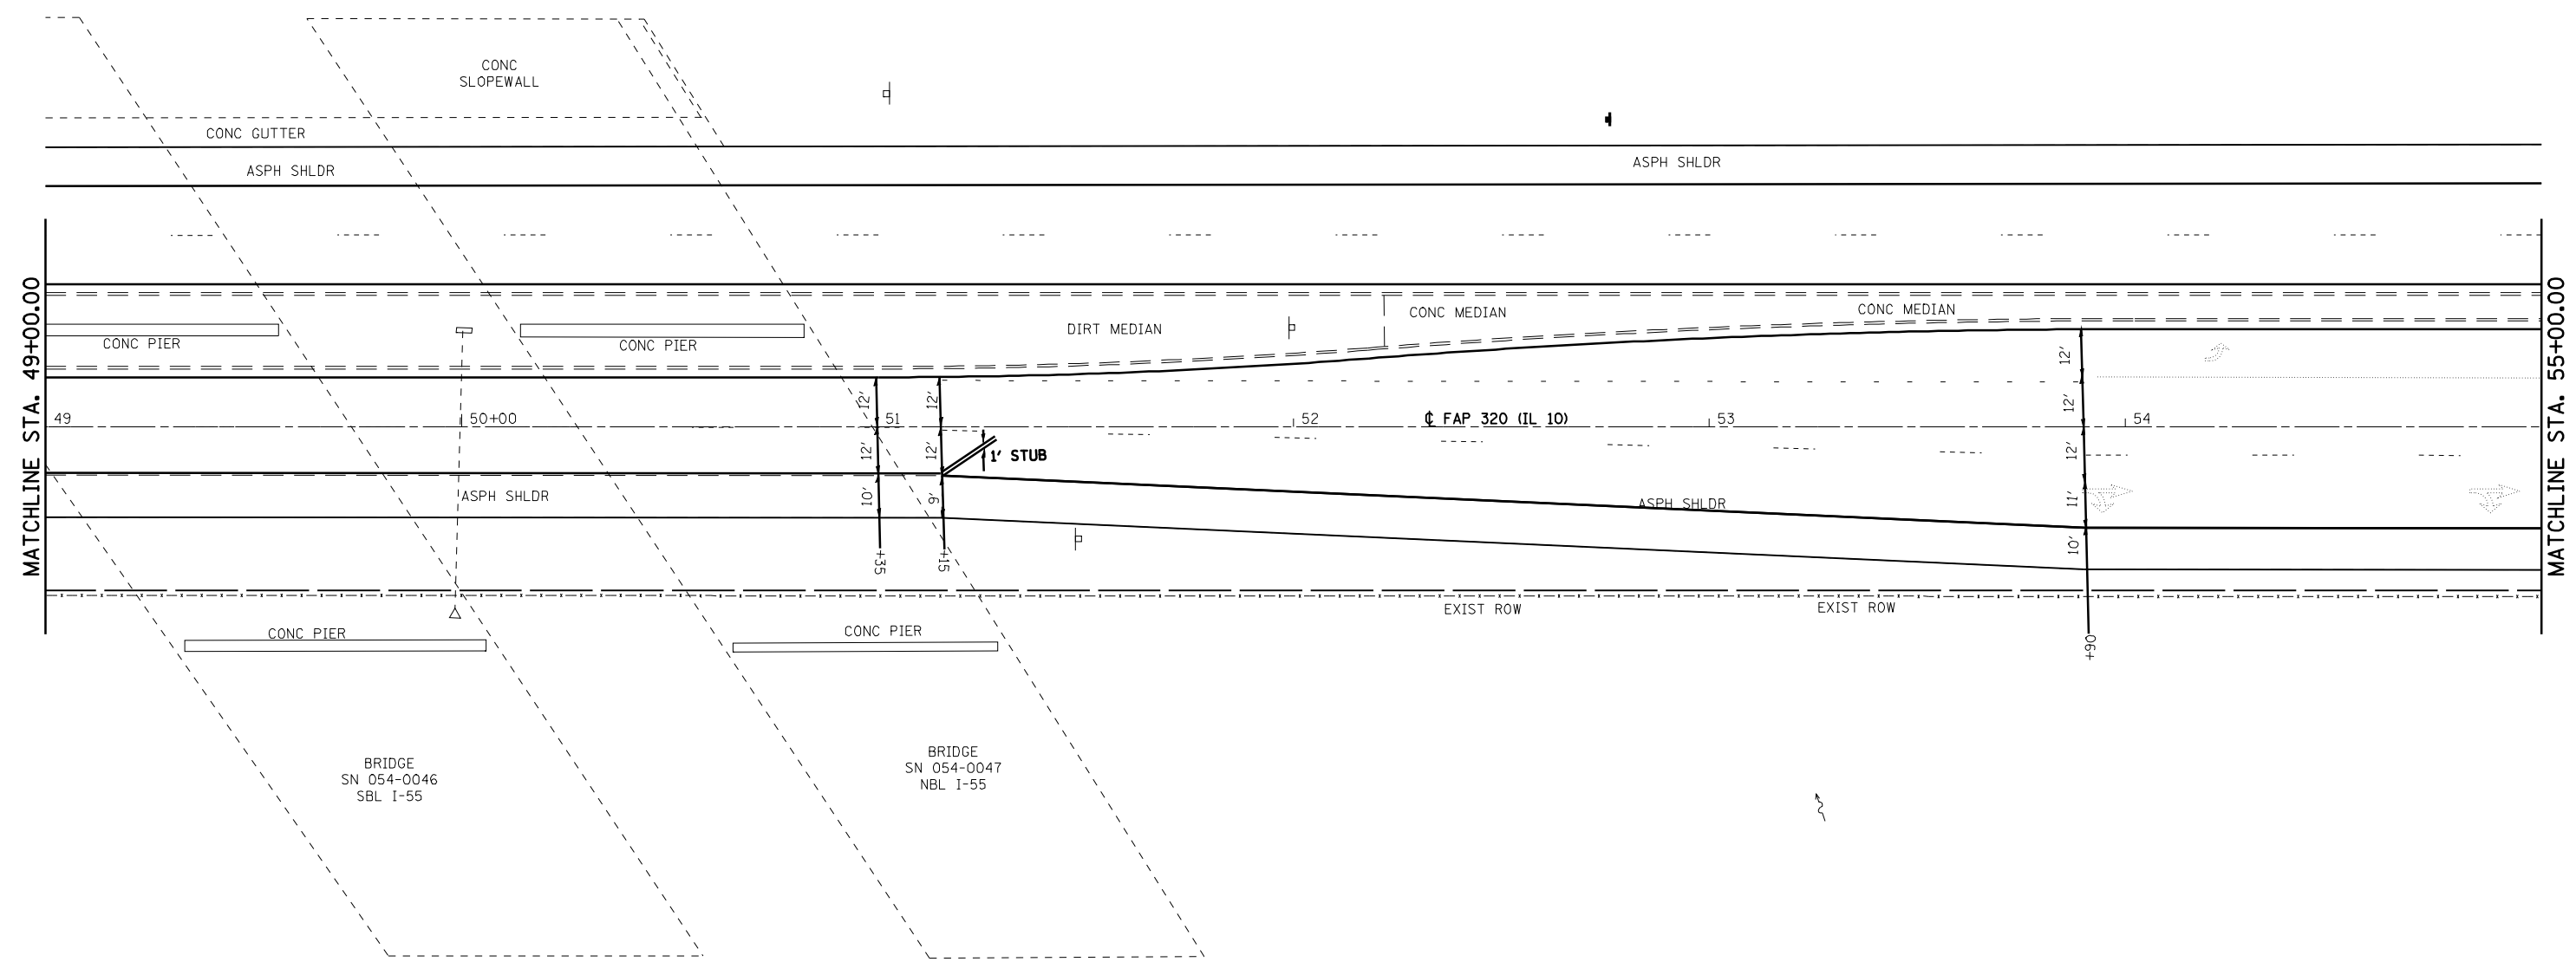 CONC
SLOPEWALL
CONC GUTTER
ASPH SHLDR
ASPH SHLDR
MATCHLINE STA. 49+00.00
MATCHLINE STA. 55+00.00
CONC PIER
CONC PIER
DIRT MEDIAN
CONC MEDIAN
CONC MEDIAN
49
50+00
51
52
℄ FAP 320 (IL 10)
53
54
12'
12'
10'
+35
12'
12'
9'
+15
1' STUB
12'
12'
12'
11'
10'
+90
ASPH SHLDR
ASPH SHLDR
EXIST ROW
EXIST ROW
CONC PIER
CONC PIER
BRIDGE
SN 054-0046
SBL I-55
BRIDGE
SN 054-0047
NBL I-55